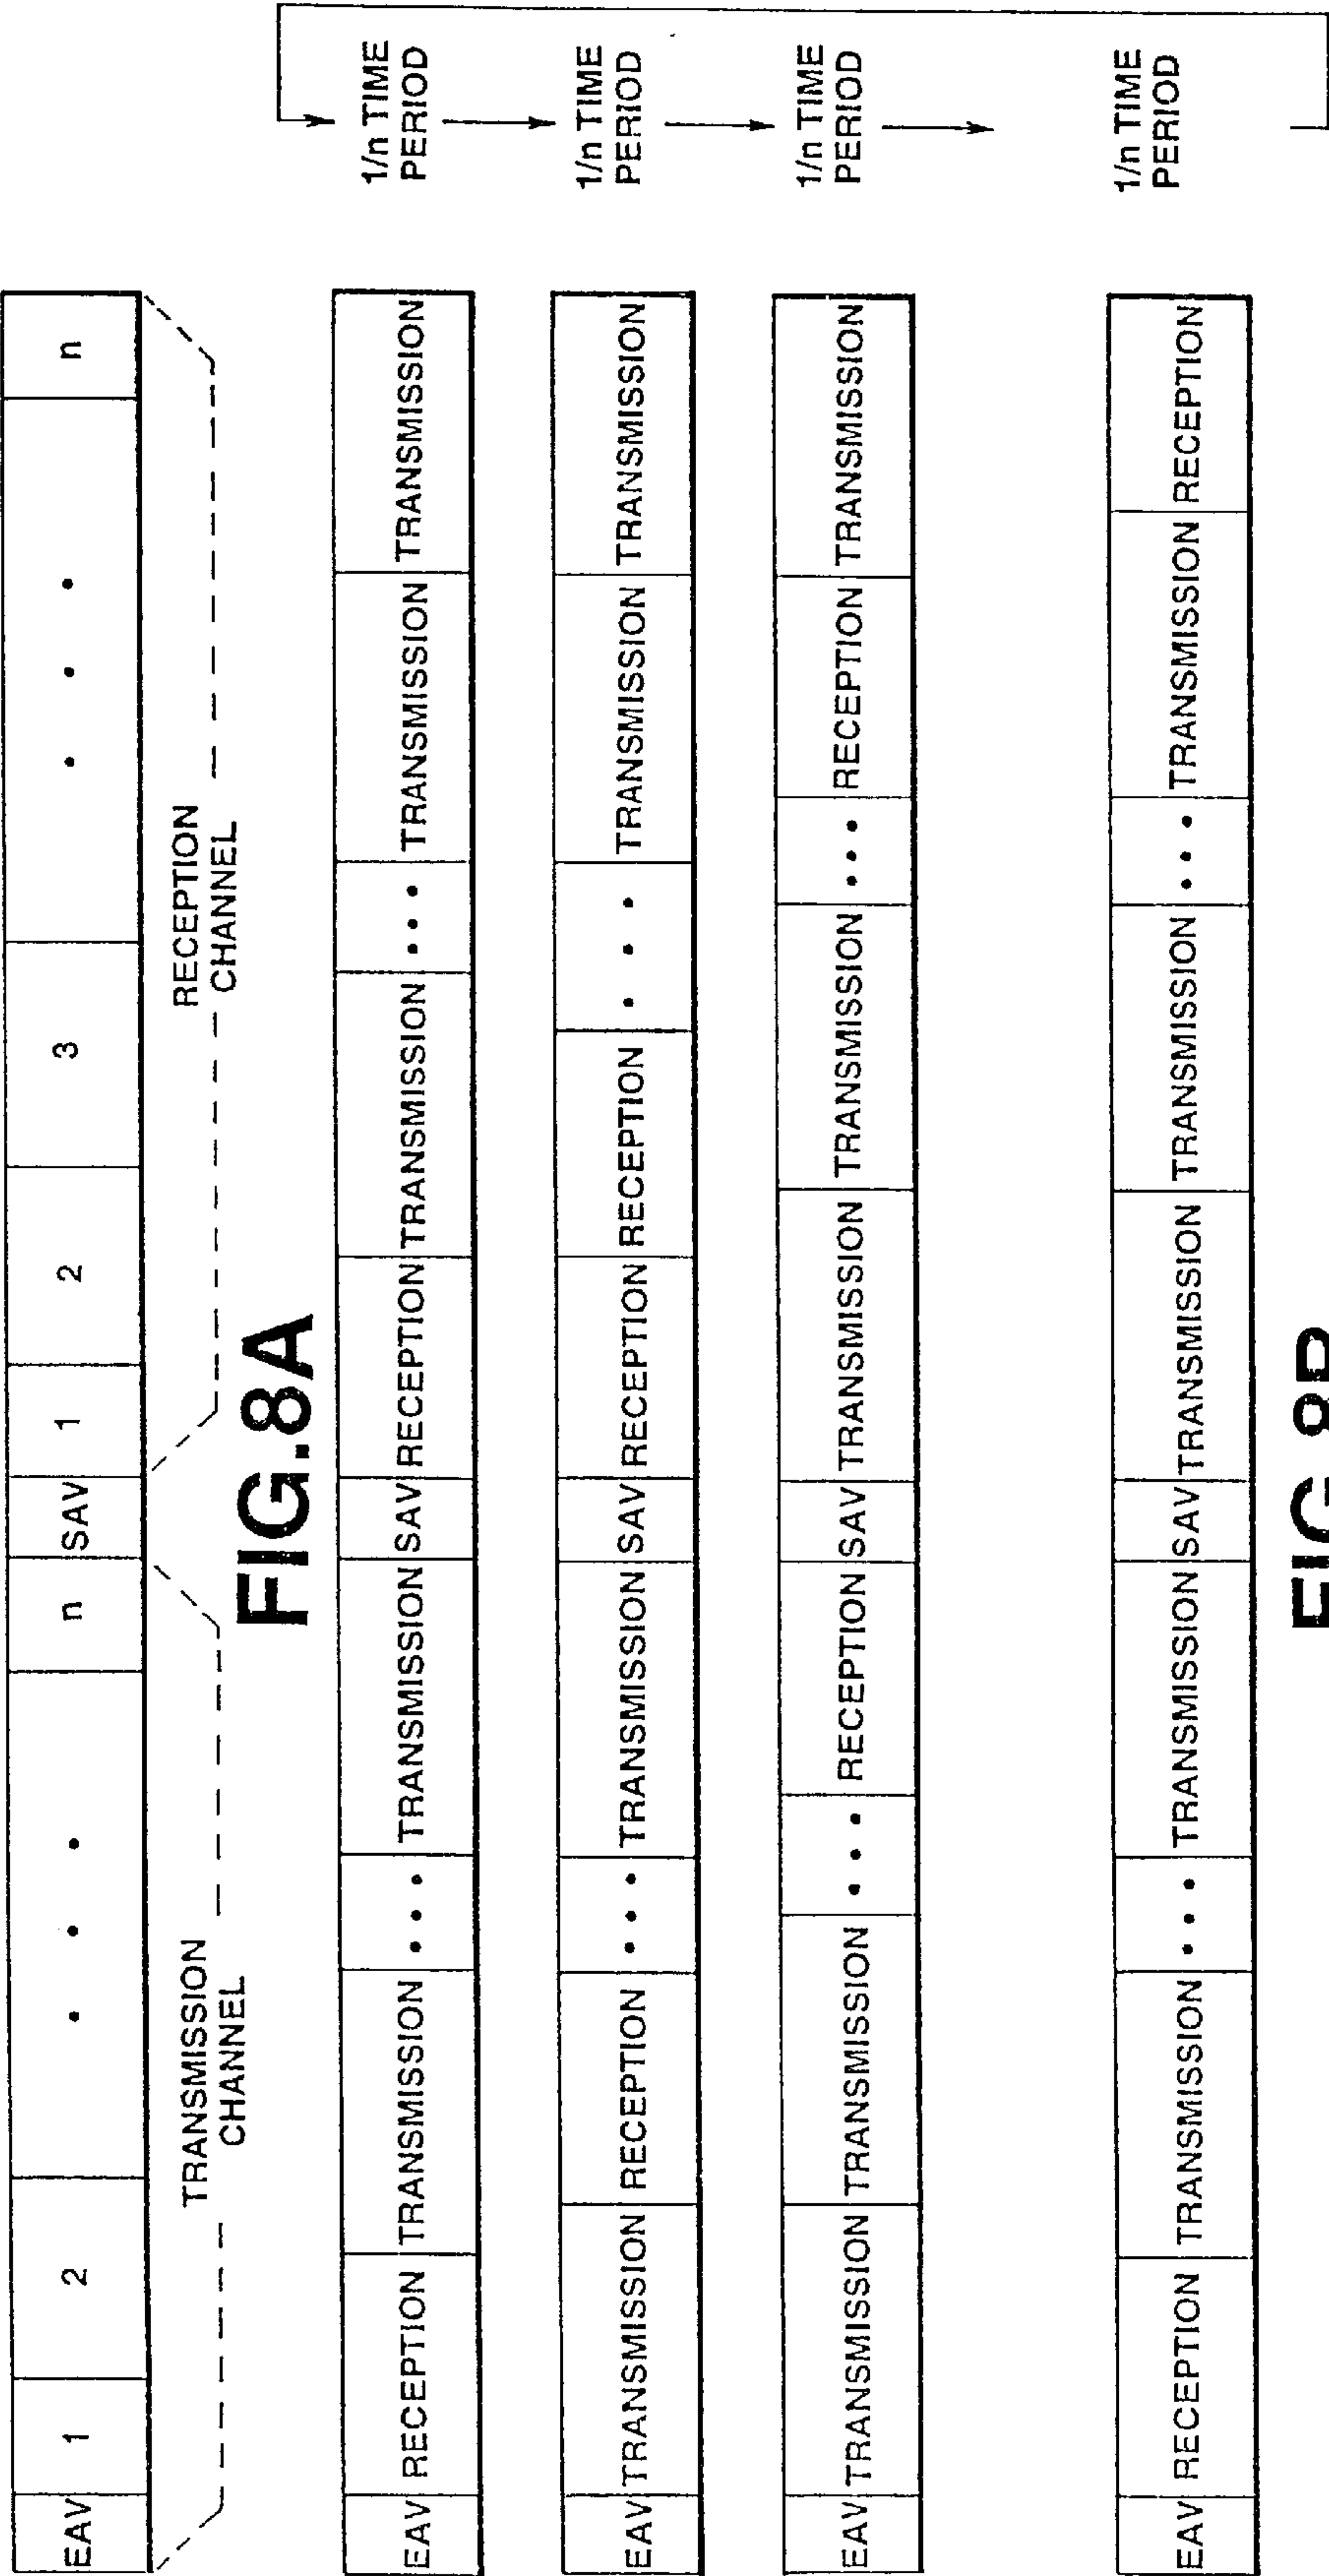 EAV 1 2 • • • n SAV 1 2 3 • • • n
TRANSMISSION
CHANNEL
RECEPTION
CHANNEL
FIG.8A
EAV RECEPTION TRANSMISSION • • • TRANSMISSION SAV RECEPTION TRANSMISSION • • • TRANSMISSION TRANSMISSION
1/n TIME
PERIOD
EAV TRANSMISSION RECEPTION • • • TRANSMISSION SAV RECEPTION RECEPTION • • • TRANSMISSION TRANSMISSION
1/n TIME
PERIOD
EAV TRANSMISSION TRANSMISSION • • • RECEPTION SAV TRANSMISSION TRANSMISSION • • • RECEPTION TRANSMISSION
1/n TIME
PERIOD
EAV RECEPTION TRANSMISSION • • • TRANSMISSION SAV TRANSMISSION TRANSMISSION • • • TRANSMISSION RECEPTION
1/n TIME
PERIOD